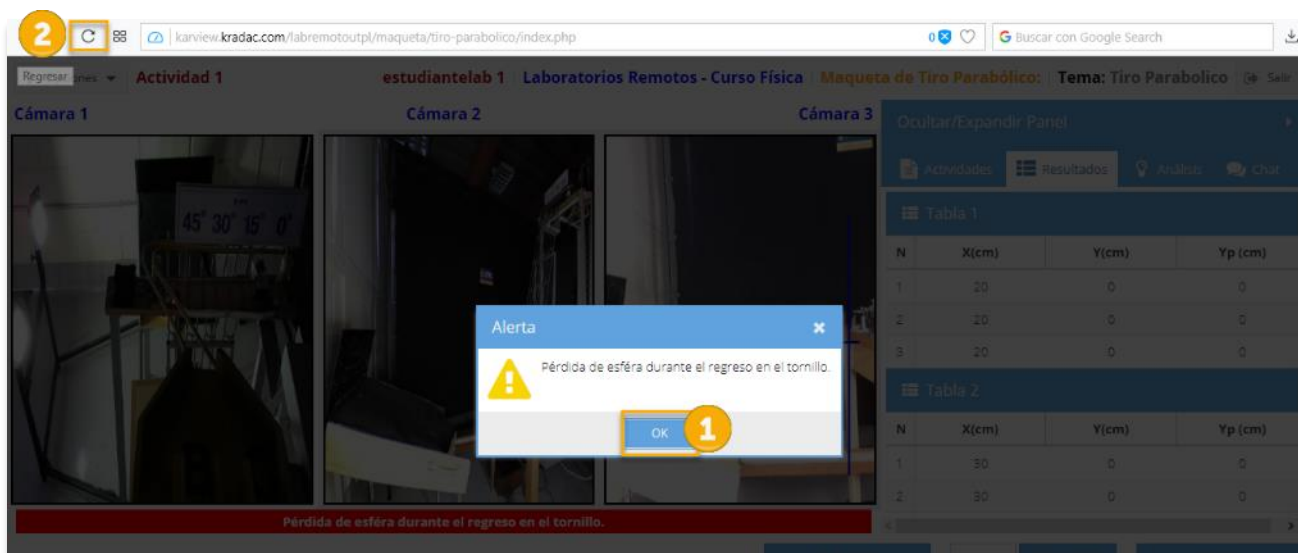 2
karview.kradac.com/labremotoutpl/maqueta/tiro-parabolico/index.php
0
Buscar con Google Search
Regresar
Actividad 1
estudiantelab 1
Laboratorios Remotos - Curso Física
Maqueta de Tiro Parabólico:
Tema: Tiro Parabolico
Salir
Cámara 1
Cámara 2
Cámara 3
45° 30° 15° 0°
Ocultar/Expandir Panel
Actividades
Resultados
Análisis
Chat
Tabla 1
N X(cm) Y(cm) Yp (cm)
1 20 0 0
2 20 0 0
3 20 0 0
Tabla 2
N X(cm) Y(cm) Yp (cm)
1 30 0 0
2 30 0 0
Alerta
Pérdida de esféra durante el regreso en el tornillo.
OK
1
Pérdida de esféra durante el regreso en el tornillo.